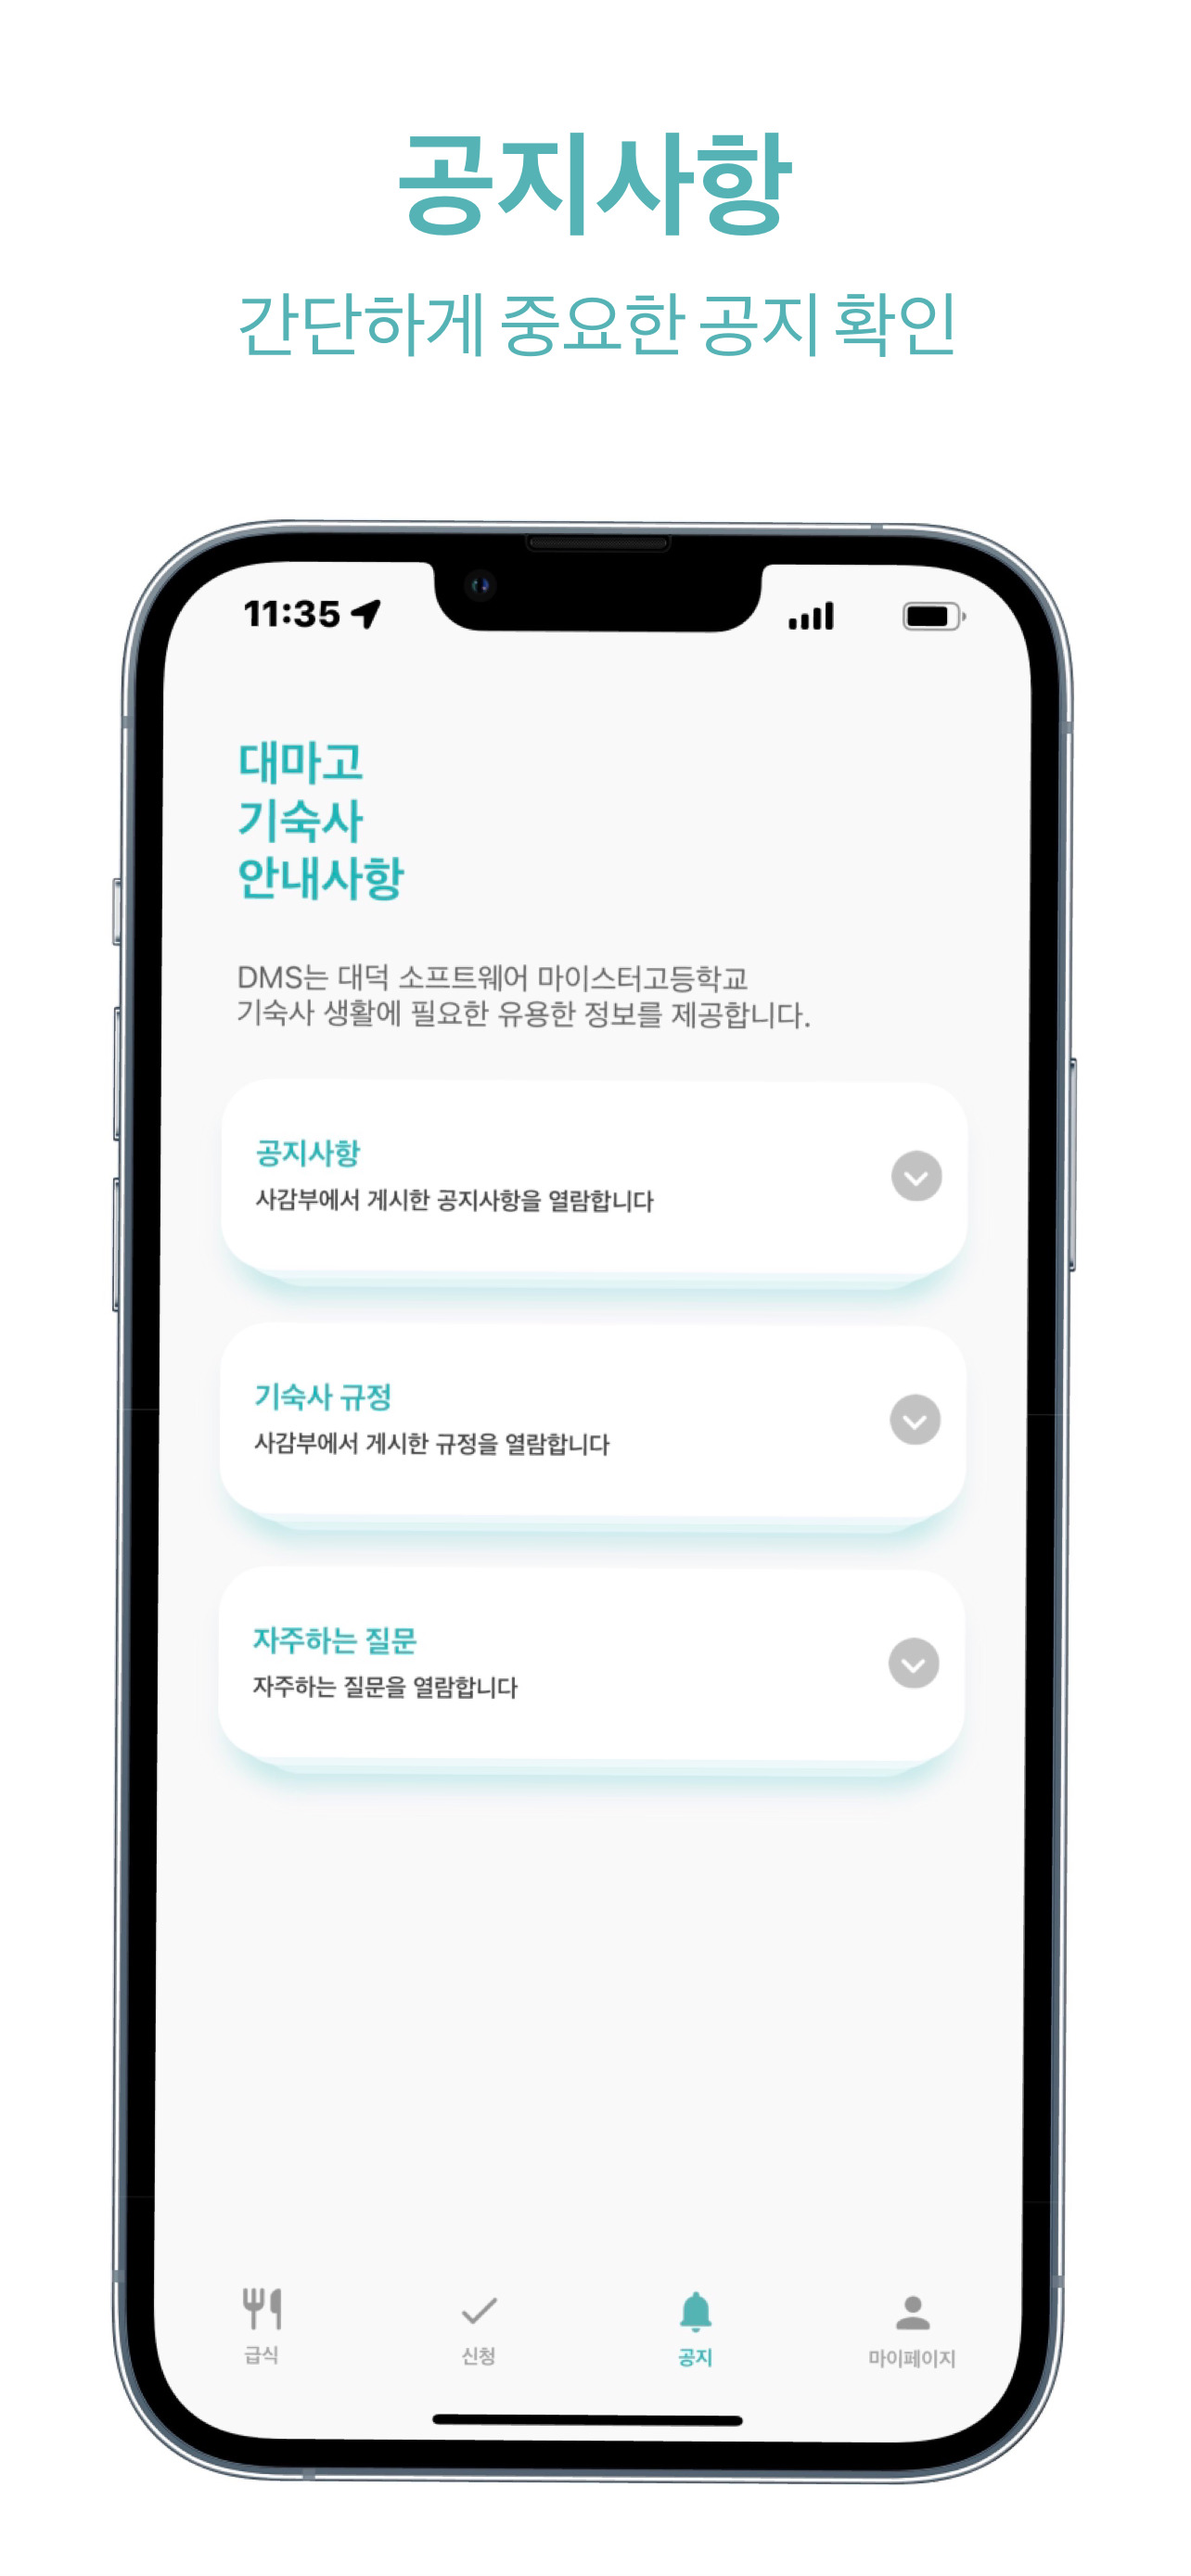 공지사항
간단하게 중요한 공지 확인
11:35
대마고
기숙사
안내사항
DMS는 대덕 소프트웨어 마이스터고등학교
기숙사 생활에 필요한 유용한 정보를 제공합니다.
공지사항
사감부에서 게시한 공지사항을 열람합니다
기숙사 규정
사감부에서 게시한 규정을 열람합니다
자주하는 질문
자주하는 질문을 열람합니다
급식
신청
공지
마이페이지